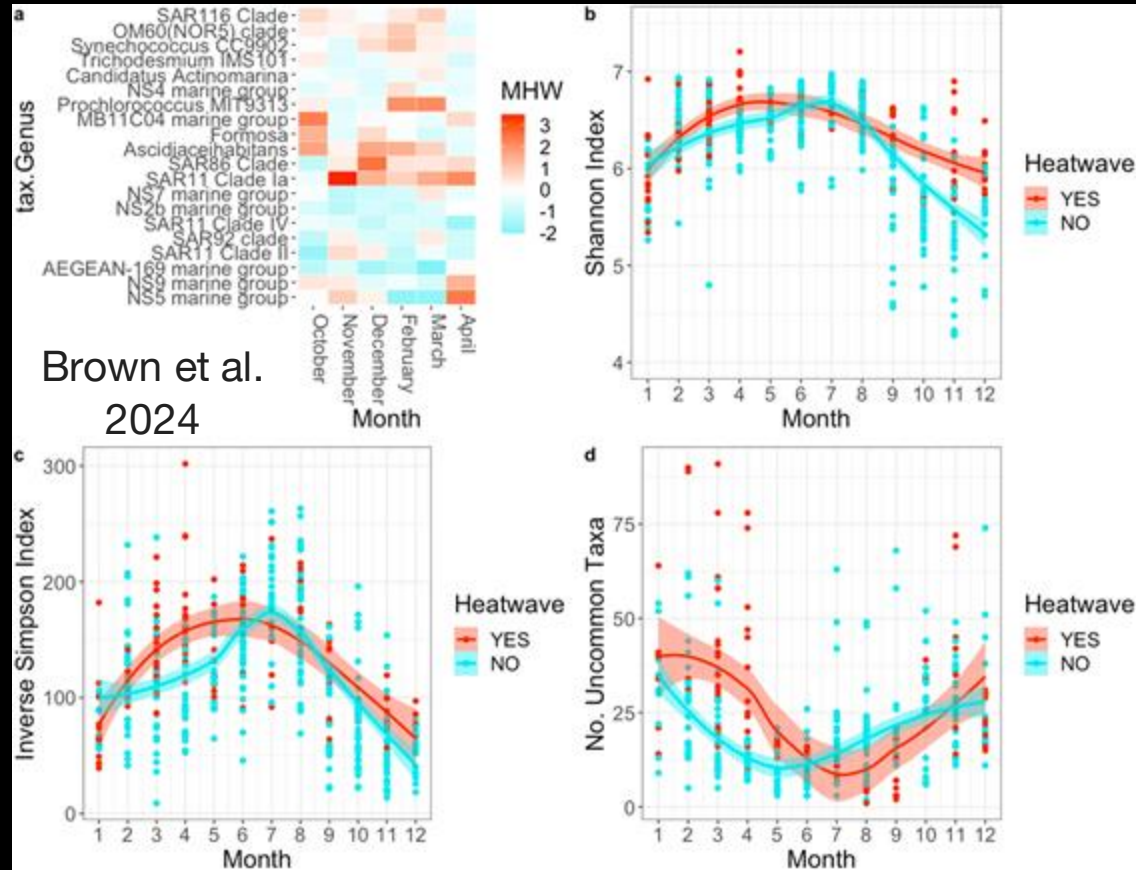 a
SAR116 Clade
OM60(NOR5) clade
Synechococcus CC9902
Trichodesmium IMS101
Candidatus Actinomarina
NS4 marine group
Prochlorococcus MIT9313
MB11C04 marine group
Formosa
Ascidiaceihabitans
SAR86 Clade
SAR11 Clade Ia
NS7 marine group
NS2b marine group
SAR11 Clade IV
SAR92 clade
SAR11 Clade II
AEGEAN-169 marine group
NS9 marine group
NS5 marine group
tax.Genus
October
November
December
February
March
April
Month
MHW
3
2
1
0
-1
-2
Brown et al.
2024
b
Shannon Index
7
6
5
4
1 2 3 4 5 6 7 8 9 10 11 12
Month
Heatwave
YES
NO
c
Inverse Simpson Index
300
200
100
0
1 2 3 4 5 6 7 8 9 10 11 12
Month
Heatwave
YES
NO
d
No. Uncommon Taxa
75
50
25
0
1 2 3 4 5 6 7 8 9 10 11 12
Month
Heatwave
YES
NO